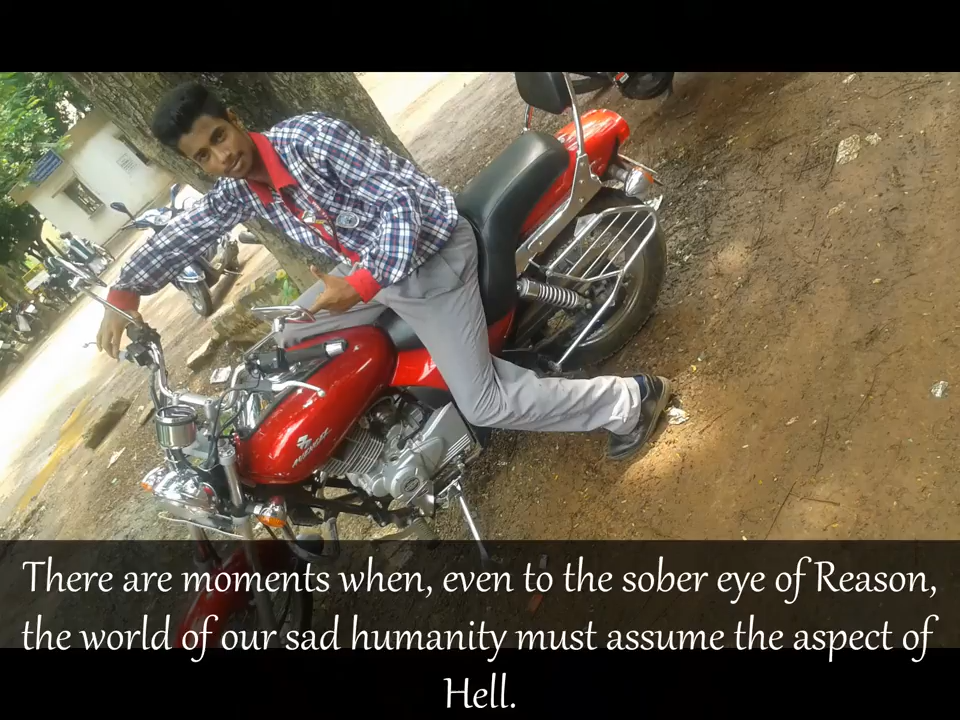 AVENGER
There are moments when, even to the sober eye of Reason,
the world of our sad humanity must assume the aspect of
Hell.